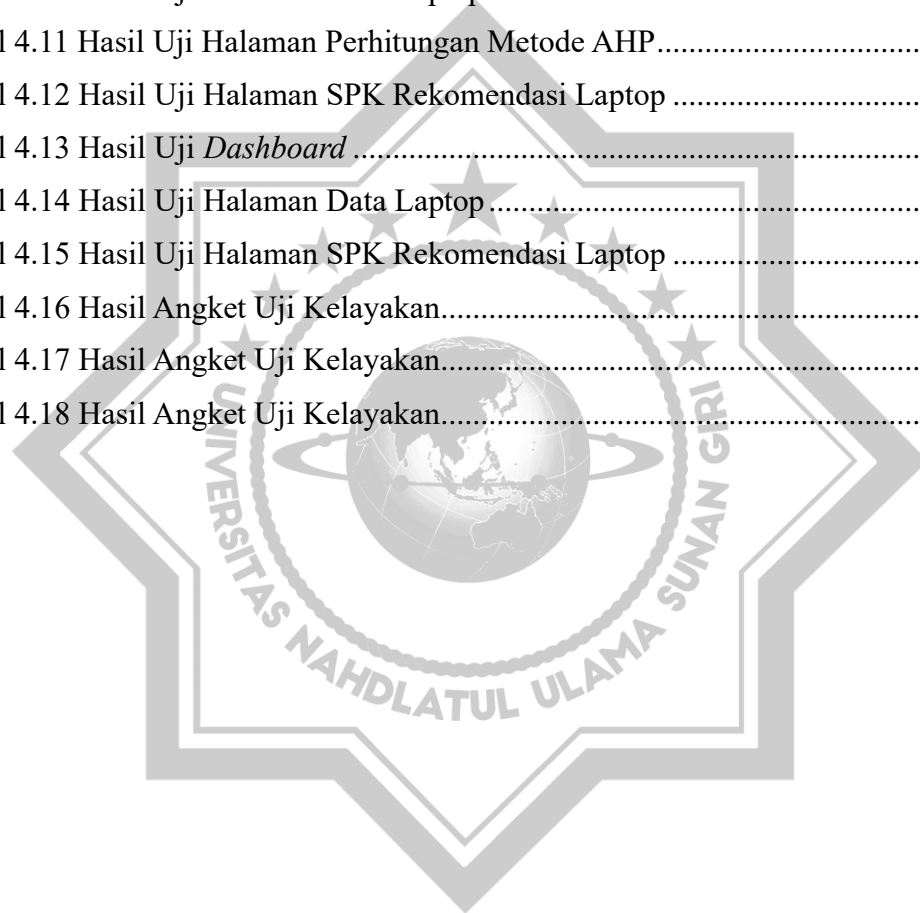 l 4.11 Hasil Uji Halaman Perhitungan Metode AHP
l 4.12 Hasil Uji Halaman SPK Rekomendasi Laptop
l 4.13 Hasil Uji Dashboard
l 4.14 Hasil Uji Halaman Data Laptop
l 4.15 Hasil Uji Halaman SPK Rekomendasi Laptop
l 4.16 Hasil Angket Uji Kelayakan
l 4.17 Hasil Angket Uji Kelayakan
l 4.18 Hasil Angket Uji Kelayakan
UNIVERSITAS NAHDLATUL ULAMA SUNAN GIRI